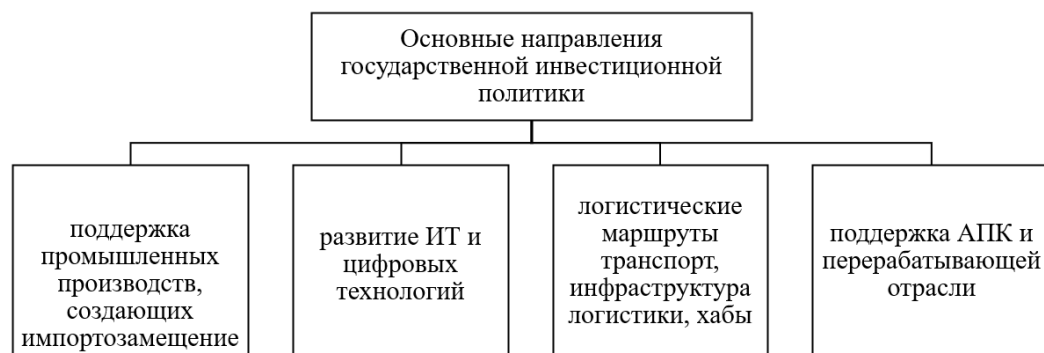 Основные направления
государственной инвестиционной
политики
поддержка
промышленных
производств,
создающих
импортозамещение
развитие ИТ и
цифровых
технологий
логистические
маршруты
транспорт,
инфраструктура
логистики, хабы
поддержка АПК и
перерабатывающей
отрасли